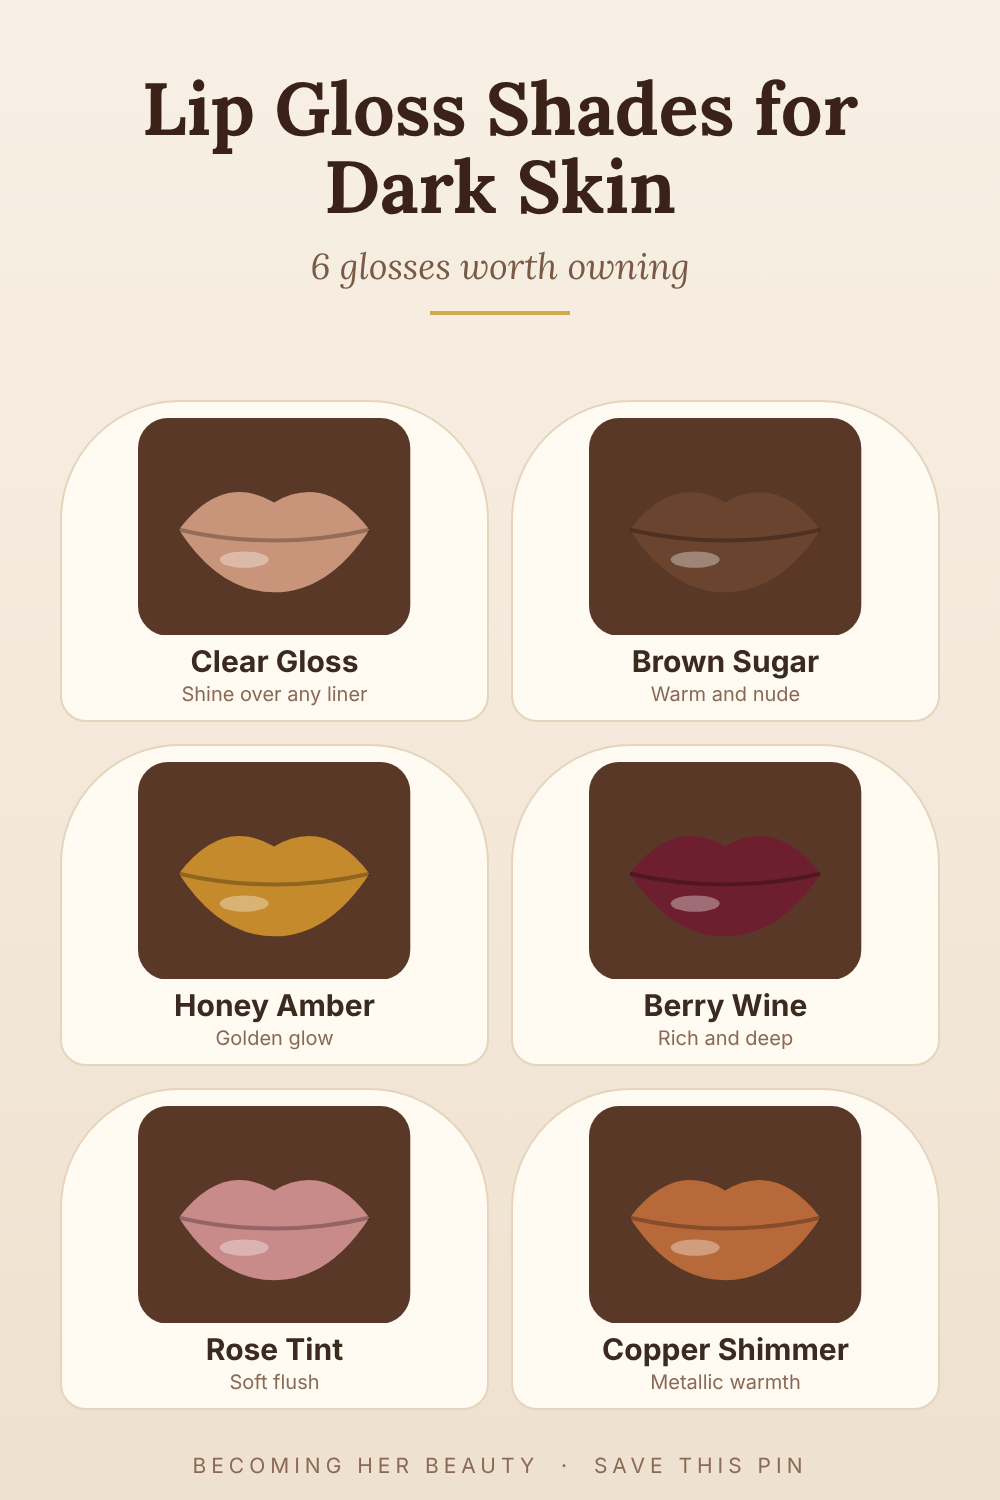 Lip Gloss Shades for
Dark Skin
6 glosses worth owning
Clear Gloss
Shine over any liner
Brown Sugar
Warm and nude
Honey Amber
Golden glow
Berry Wine
Rich and deep
Rose Tint
Soft flush
Copper Shimmer
Metallic warmth
BECOMING HER BEAUTY · SAVE THIS PIN